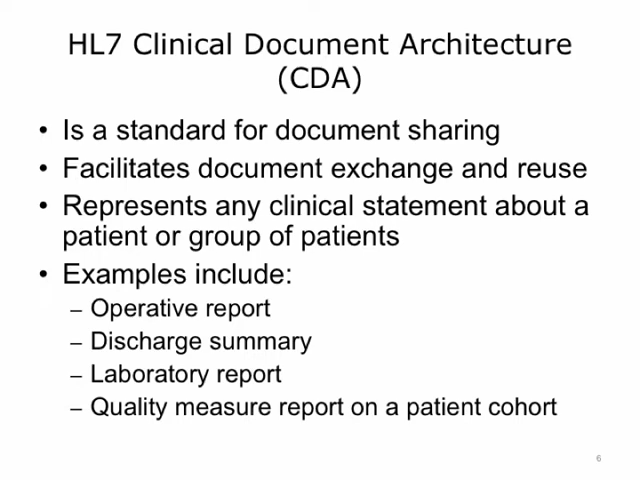 HL7 Clinical Document Architecture
(CDA)
• Is a standard for document sharing
• Facilitates document exchange and reuse
• Represents any clinical statement about a
patient or group of patients
• Examples include:
– Operative report
– Discharge summary
– Laboratory report
– Quality measure report on a patient cohort
6